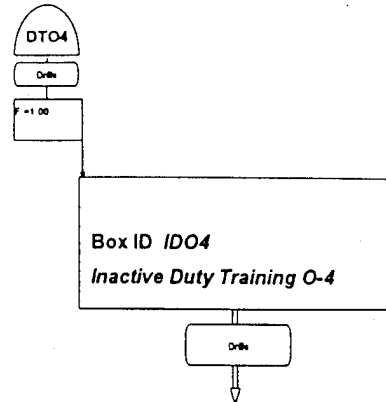 DTO4
Drills
F =1.00
Box ID IDO4
Inactive Duty Training O-4
Drills